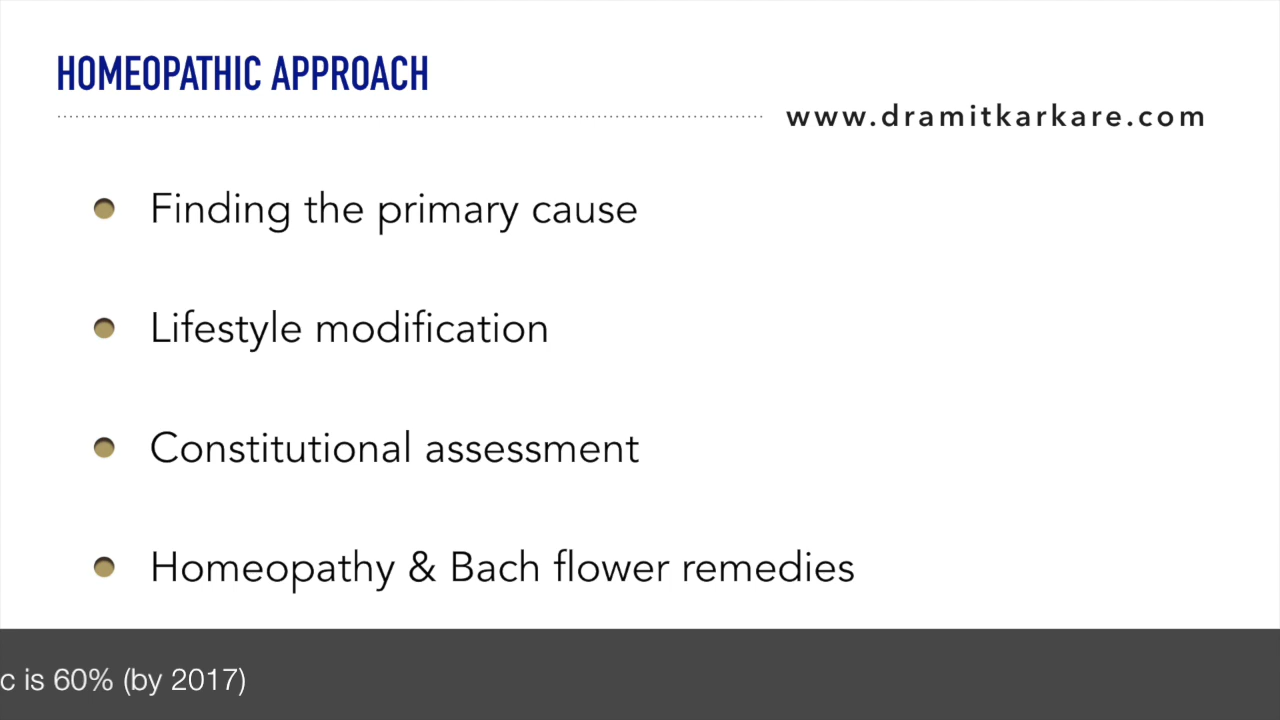 HOMEOPATHIC APPROACH
www.dramitkarkare.com
Finding the primary cause
Lifestyle modification
Constitutional assessment
Homeopathy & Bach flower remedies
c is 60% (by 2017)